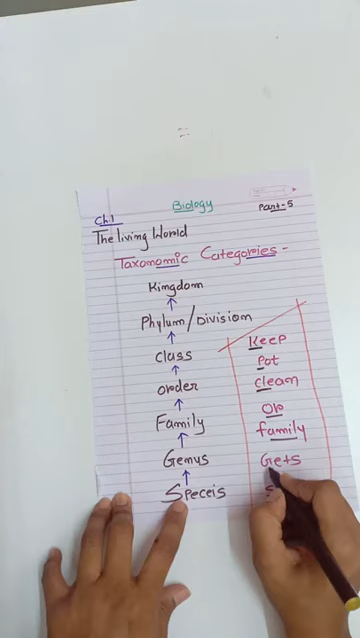 Biology
Part-5
Ch.1
The living World
Taxonomic Categories -
Kingdom
Phylum/Division
Class
order
Family
Genus
Speceis
Keep
Pot
clean
OR
family
Gets